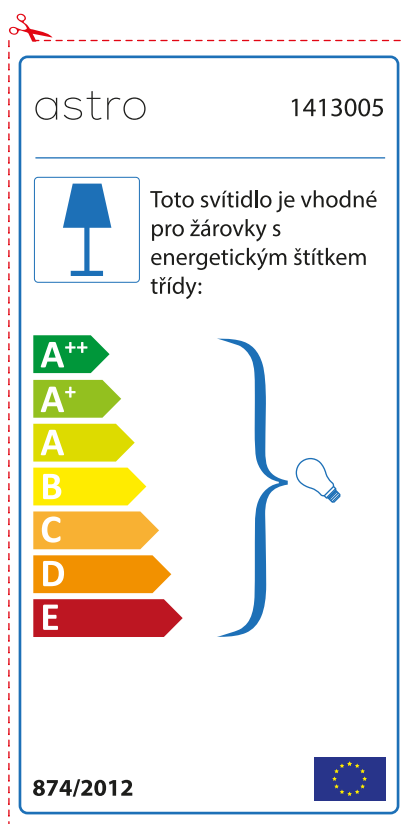 astro 1413005
Toto svítidlo je vhodné
pro žárovky s
energetickým štítkem
třídy:
A++
A+
A
B
C
D
E
874/2012